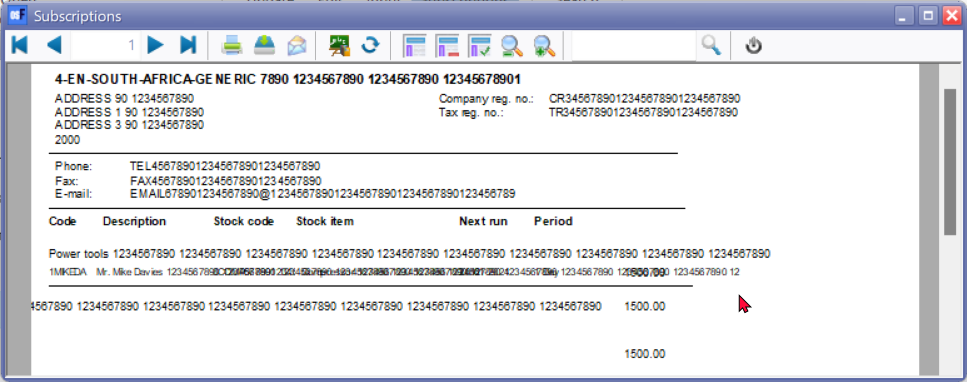 Subscriptions
1
4-EN-SOUTH-AFRICA-GENERIC 7890 1234567890 1234567890 12345678901
ADDRESS 90 1234567890 Company reg. no.: CR3456789012345678901234567890
ADDRESS 1 90 1234567890 Tax reg. no.: TR3456789012345678901234567890
ADDRESS 3 90 1234567890
2000
Phone: TEL456789012345678901234567890
Fax: FAX456789012345678901234567890
E-mail: EMAIL678901234567890@123456789012345678901234567890123456789
Code Description Stock code Stock item Next run Period
Power tools 1234567890 1234567890 1234567890 1234567890 1234567890 1234567890 1234567890 1234567890 1234567890 1234567890
1MIKEDA Mr. Mike Davies 1500.00 1234567890 12
4567890 1234567890 1234567890 1234567890 1234567890 1234567890 1234567890 1234567890 1234567890 1500.00
1500.00